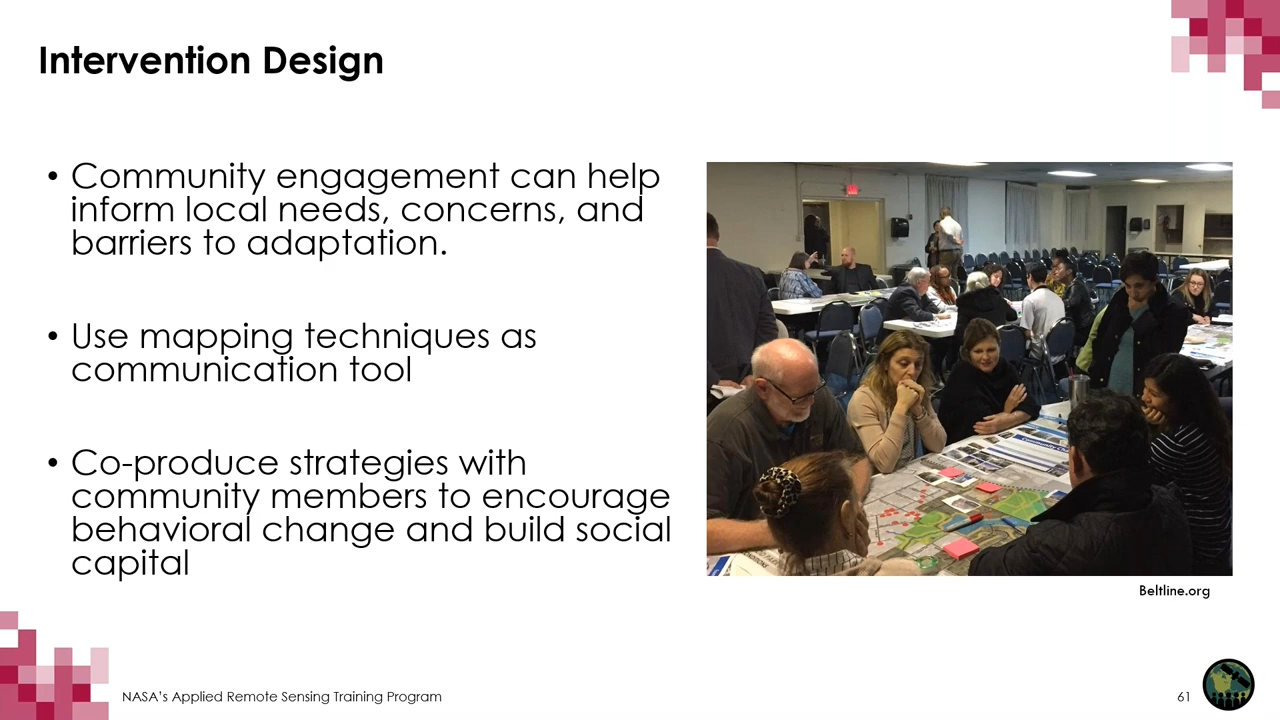 Intervention Design
• Community engagement can help
inform local needs, concerns, and
barriers to adaptation.
• Use mapping techniques as
communication tool
• Co-produce strategies with
community members to encourage
behavioral change and build social
capital
Beltline.org
NASA's Applied Remote Sensing Training Program
61